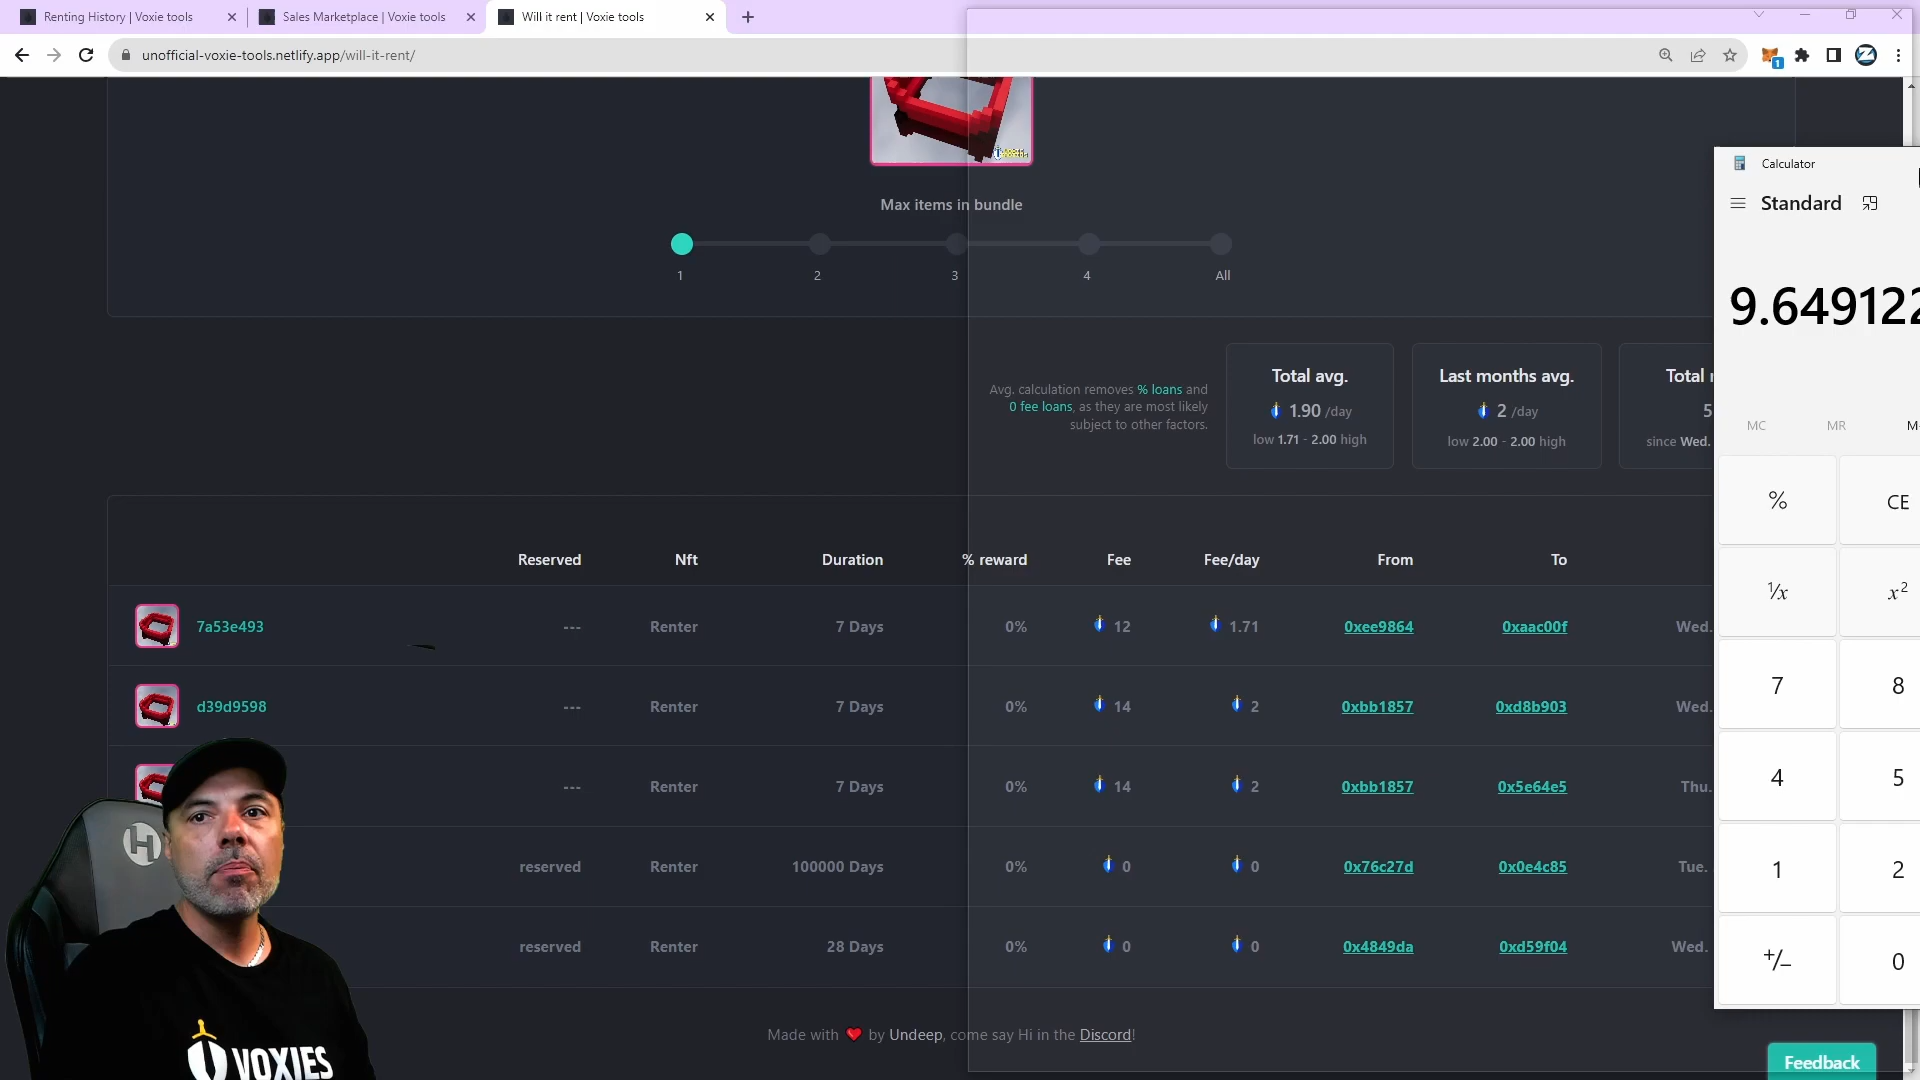 Renting History | Voxie tools
Sales Marketplace | Voxie tools
Will it rent | Voxie tools
unofficial-voxie-tools.netlify.app/will-it-rent/
1
Calculator
Standard
Max items in bundle
1 2 3 4 All
9.649122
Avg. calculation removes % loans and
0 fee loans, as they are most likely
subject to other factors.
Total avg.
1.90 /day
low 1.71 - 2.00 high
Last months avg.
2 /day
low 2.00 - 2.00 high
Total
5
since Wed.
MC MR M
% CE
1/x x²
7 8
4 5
1 2
+/- 0
Reserved Nft Duration % reward Fee Fee/day From To
7a53e493 --- Renter 7 Days 0% 12 1.71 0xee9864 0xaac00f Wed.
d39d9598 --- Renter 7 Days 0% 14 2 0xbb1857 0xd8b903 Wed.
--- Renter 7 Days 0% 14 2 0xbb1857 0x5e64e5 Thu.
reserved Renter 100000 Days 0% 0 0 0x76c27d 0x0e4c85 Tue.
reserved Renter 28 Days 0% 0 0 0x4849da 0xd59f04 Wed.
Made with ❤ by Undeep, come say Hi in the Discord!
Feedback
H
VOXIES